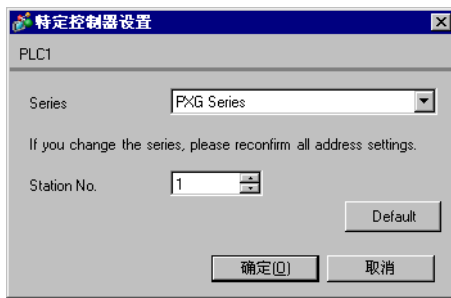 特定控制器设置
PLC1
Series PXG Series
If you change the series, please reconfirm all address settings.
Station No. 1
Default
确定(O) 取消